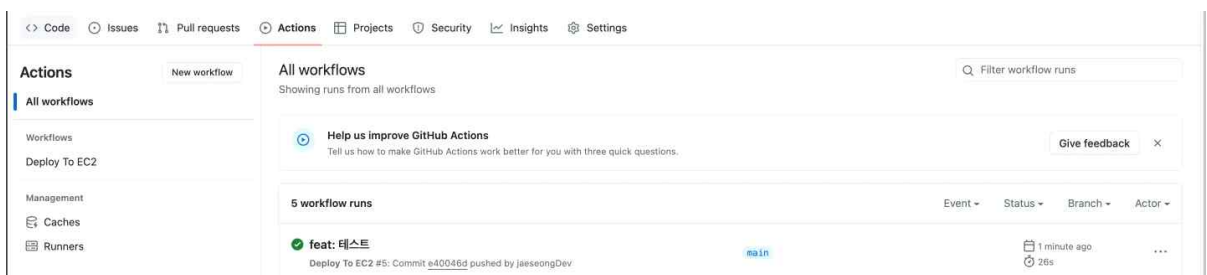 Code Issues Pull requests Actions Projects Security Insights Settings
Actions
New workflow
All workflows
Workflows
Deploy To EC2
Management
Caches
Runners
All workflows
Showing runs from all workflows
Filter workflow runs
Help us improve GitHub Actions
Tell us how to make GitHub Actions work better for you with three quick questions.
Give feedback
5 workflow runs
Event Status Branch Actor
feat: 테스트
Deploy To EC2 #5: Commit e40046d pushed by jaeseongDev
main
1 minute ago
26s